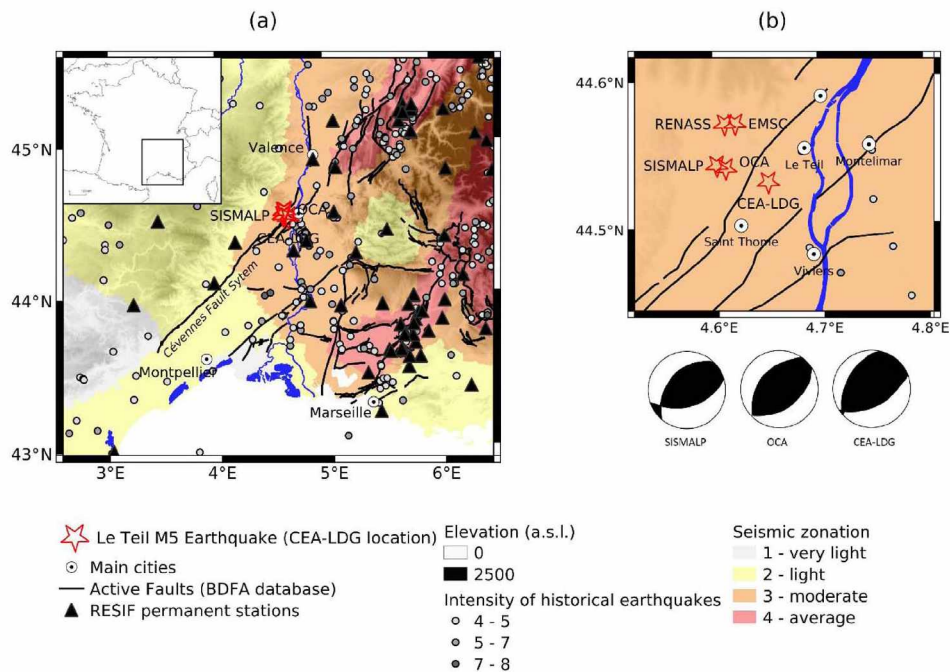 (a)
Valence
SISMALP
OCA
CEA-LDG
Cévennes Fault Sytem
Montpellier
Marseille
45°N
44°N
43°N
3°E
4°E
5°E
6°E
(b)
44.6°N
44.5°N
RENASS
EMSC
SISMALP
OCA
CEA-LDG
Le Teil
Montelimar
Saint Thome
Viviers
4.6°E
4.7°E
4.8°E
SISMALP
OCA
CEA-LDG
Le Teil M5 Earthquake (CEA-LDG location)
Main cities
Active Faults (BDFA database)
RESIF permanent stations
Elevation (a.s.l.)
0
2500
Intensity of historical earthquakes
4 - 5
5 - 7
7 - 8
Seismic zonation
1 - very light
2 - light
3 - moderate
4 - average